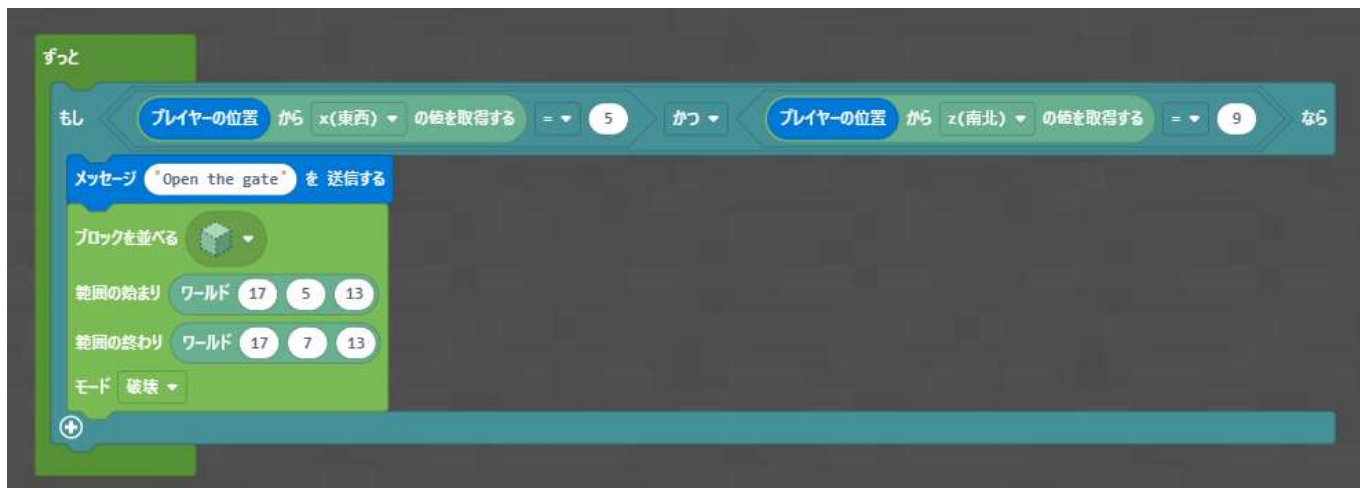 ずっと
もし プレイヤーの位置 から x(東西) の値を取得する = 5 かつ プレイヤーの位置 から z(南北) の値を取得する = 9 なら
メッセージ "Open the gate" を 送信する
ブロックを並べる
範囲の始まり ワールド 17 5 13
範囲の終わり ワールド 17 7 13
モード 破壊